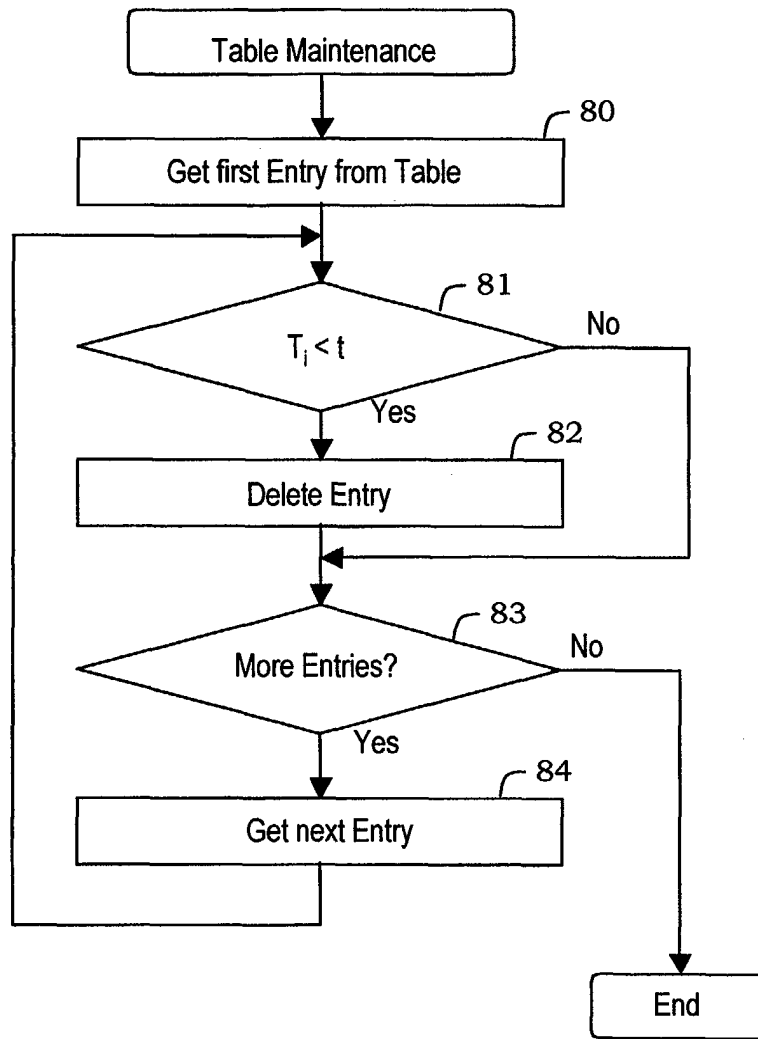 Table Maintenance
80
Get first Entry from Table
81
No
Tᵢ < t
Yes
82
Delete Entry
83
No
More Entries?
Yes
84
Get next Entry
End